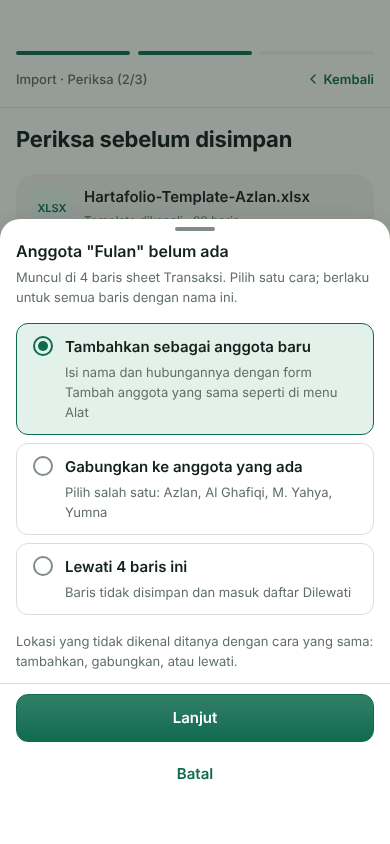 Import · Periksa (2/3)
Kembali
Periksa sebelum disimpan
XLSX
Hartafolio-Template-Azlan.xlsx
Anggota "Fulan" belum ada
Muncul di 4 baris sheet Transaksi. Pilih satu cara; berlaku
untuk semua baris dengan nama ini.
Tambahkan sebagai anggota baru
Isi nama dan hubungannya dengan form
Tambah anggota yang sama seperti di menu
Alat
Gabungkan ke anggota yang ada
Pilih salah satu: Azlan, Al Ghafiqi, M. Yahya,
Yumna
Lewati 4 baris ini
Baris tidak disimpan dan masuk daftar Dilewati
Lokasi yang tidak dikenal ditanya dengan cara yang sama:
tambahkan, gabungkan, atau lewati.
Lanjut
Batal